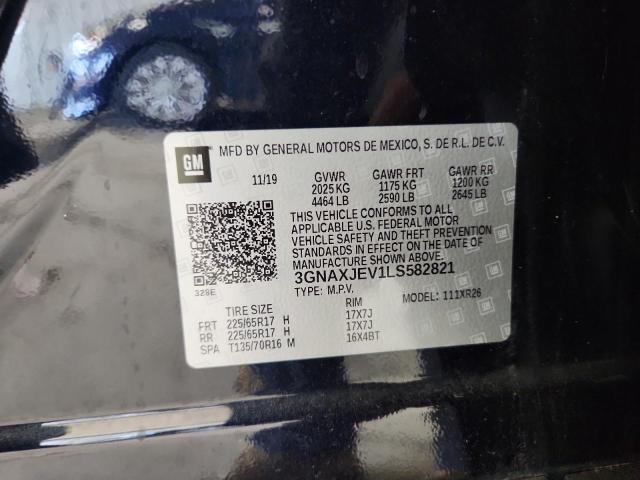 GM
MFD BY GENERAL MOTORS DE MEXICO, S. DE R.L. DE C.V.
11/19 GVWR GAWR FRT GAWR RR
2025 KG 1175 KG 1200 KG
4464 LB 2590 LB 2645 LB
THIS VEHICLE CONFORMS TO ALL
APPLICABLE U.S. FEDERAL MOTOR
VEHICLE SAFETY AND THEFT PREVENTION
STANDARDS IN EFFECT ON THE DATE OF
MANUFACTURE SHOWN ABOVE.
3GNAXJEV1LS582821
329E TYPE: M.P.V. MODEL: 111XR26
TIRE SIZE RIM
FRT 225/65R17 H 17X7J
RR 225/65R17 H 17X7J
SPA T135/70R16 M 16X4BT